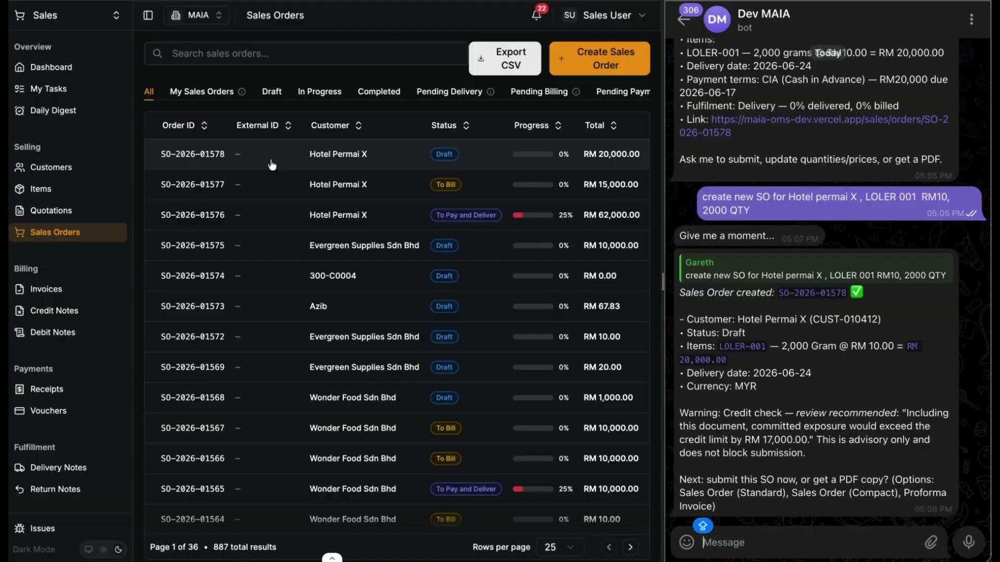 Sales
MAIA
Sales Orders
22
SU
Sales User
Overview
Dashboard
My Tasks
Daily Digest
Selling
Customers
Items
Quotations
Sales Orders
Billing
Invoices
Credit Notes
Debit Notes
Payments
Receipts
Vouchers
Fulfillment
Delivery Notes
Return Notes
Issues
Dark Mode
Search sales orders...
Export
CSV
+ Create Sales
Order
All My Sales Orders Draft In Progress Completed Pending Delivery Pending Billing Pending Paym
Order ID External ID Customer Status Progress Total
SO-2026-01578 – Hotel Permai X Draft 0% RM 20,000.00
SO-2026-01577 – Hotel Permai X To Bill 0% RM 15,000.00
SO-2026-01576 – Hotel Permai X To Pay and Deliver 25% RM 62,000.00
SO-2026-01575 – Evergreen Supplies Sdn Bhd Draft 0% RM 10,000.00
SO-2026-01574 – 300-C0004 Draft 0% RM 0.00
SO-2026-01573 – Azib Draft 0% RM 67.83
SO-2026-01572 – Evergreen Supplies Sdn Bhd Draft 0% RM 10.00
SO-2026-01569 – Evergreen Supplies Sdn Bhd Draft 0% RM 20.00
SO-2026-01568 – Wonder Food Sdn Bhd Draft 0% RM 1,000.00
SO-2026-01567 – Wonder Food Sdn Bhd To Bill 0% RM 10,000.00
SO-2026-01566 – Wonder Food Sdn Bhd To Bill 0% RM 10,000.00
SO-2026-01565 – Wonder Food Sdn Bhd To Pay and Deliver 25% RM 10,000.00
SO-2026-01564 – Wonder Food Sdn Bhd To Bill 0% RM 10.00
Page 1 of 36 • 887 total results
Rows per page 25
306
DM
Dev MAIA
bot
• Items:
• LOLER-001 — 2,000 grams 10.00 = RM 20,000.00
Today
• Delivery date: 2026-06-24
• Payment terms: CIA (Cash in Advance) — RM20,000 due
2026-06-17
• Fulfilment: Delivery — 0% delivered, 0% billed
• Link: https://maia-oms-dev.vercel.app/sales/orders/SO-2
026-01578
Ask me to submit, update quantities/prices, or get a PDF.
05:05 PM
create new SO for Hotel permai X , LOLER 001 RM10,
2000 QTY
05:05 PM
Give me a moment... 05:07 PM
Gareth
create new SO for Hotel permai X , LOLER 001 RM10, 2000 QTY
Sales Order created: SO-2026-01578 ✅
- Customer: Hotel Permai X (CUST-010412)
• Status: Draft
• Items: LOLER-001 — 2,000 Gram @ RM 10.00 = RM
20,000.00
• Delivery date: 2026-06-24
• Currency: MYR
Warning: Credit check — review recommended: "Including
this document, committed exposure would exceed the
credit limit by RM 17,000.00." This is advisory only and
does not block submission.
Next: submit this SO now, or get a PDF copy? (Options:
Sales Order (Standard), Sales Order (Compact), Proforma
Invoice)
05:08 PM
Message